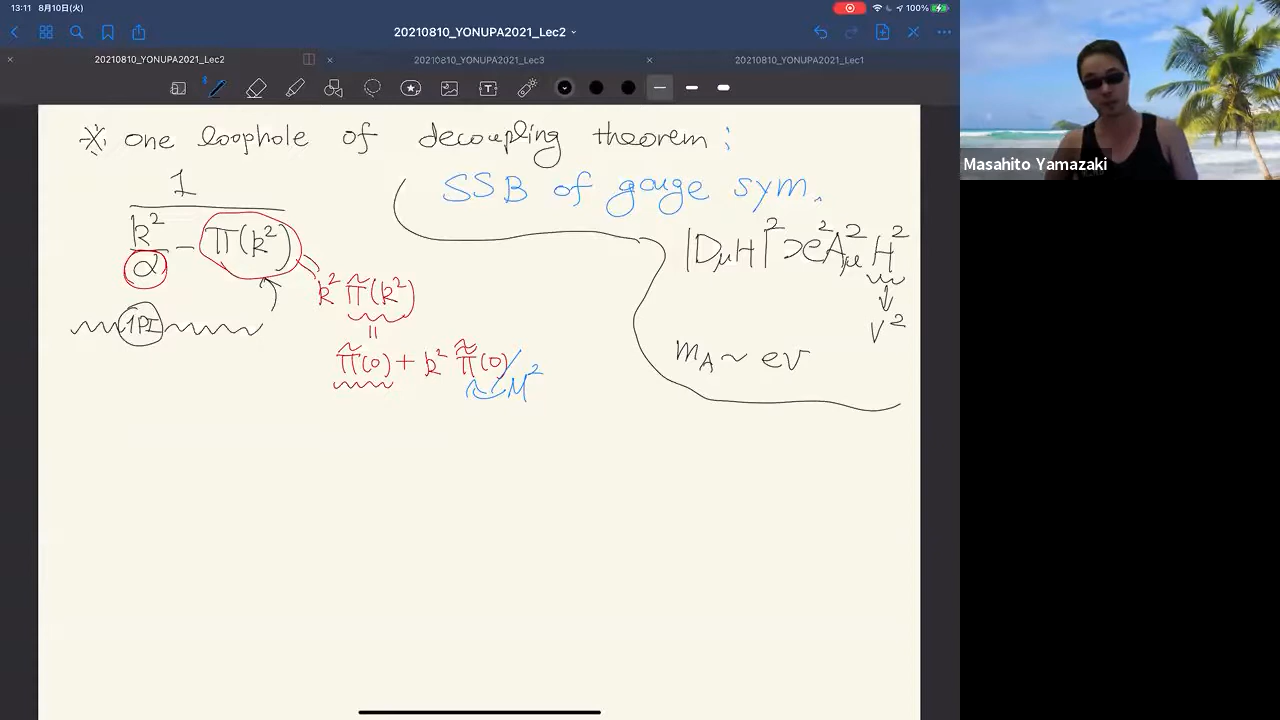 13:11 8月10日(火)
100%
20210810_YONUPA2021_Lec2
20210810_YONUPA2021_Lec2
20210810_YONUPA2021_Lec3
20210810_YONUPA2021_Lec1
Masahito Yamazaki
※ one loophole of decoupling theorem :
SSB of gauge sym.
1
k² / α − Π(k²)
|DμH|² ⊃ e²Aμ²H²
k² Π̃(k²)
1PI
v²
=
Π̃(0) + k² Π̃̃(0)/M²
m_A ~ ev